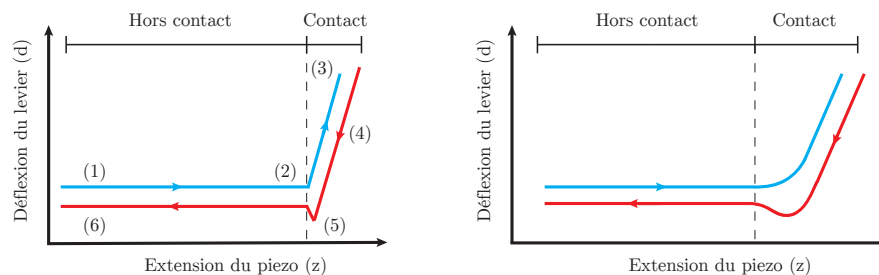 Hors contact
Contact
(3)
(4)
(1)
(2)
(6)
(5)
Déflexion du levier (d)
Extension du piezo (z)
Hors contact
Contact
Déflexion du levier (d)
Extension du piezo (z)